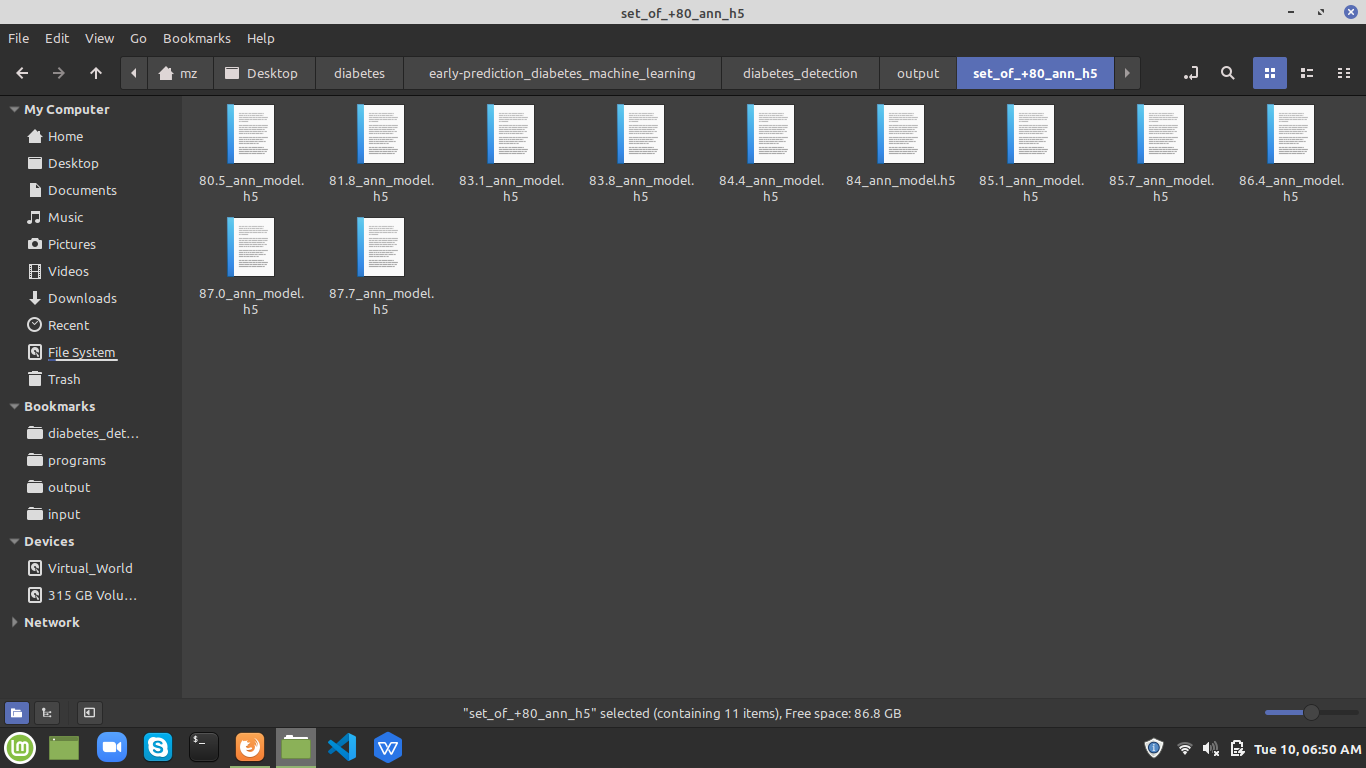 set_of_+80_ann_h5
File Edit View Go Bookmarks Help
mz Desktop diabetes early-prediction_diabetes_machine_learning diabetes_detection output set_of_+80_ann_h5
My Computer
Home
Desktop
Documents
Music
Pictures
Videos
Downloads
Recent
File System
Trash
Bookmarks
diabetes_det...
programs
output
input
Devices
Virtual_World
315 GB Volu...
Network
80.5_ann_model.
h5
81.8_ann_model.
h5
83.1_ann_model.
h5
83.8_ann_model.
h5
84.4_ann_model.
h5
84_ann_model.h5
85.1_ann_model.
h5
85.7_ann_model.
h5
86.4_ann_model.
h5
87.0_ann_model.
h5
87.7_ann_model.
h5
"set_of_+80_ann_h5" selected (containing 11 items), Free space: 86.8 GB
Tue 10, 06:50 AM